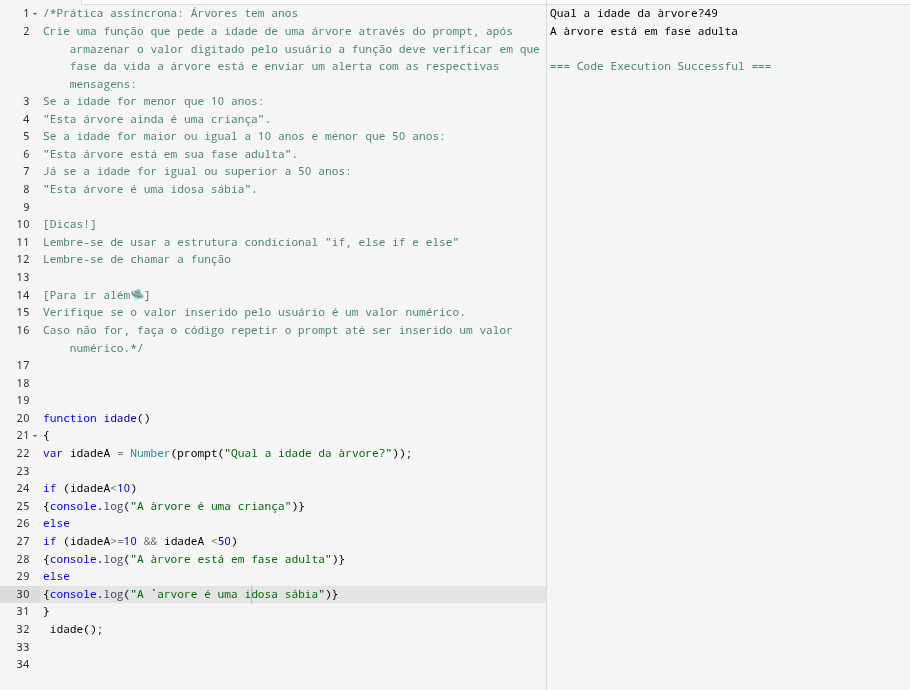 1 /*Prática assíncrona: Árvores tem anos
2 Crie uma função que pede a idade de uma árvore através do prompt, após
armazenar o valor digitado pelo usuário a função deve verificar em que
fase da vida a árvore está e enviar um alerta com as respectivas
mensagens:
3 Se a idade for menor que 10 anos:
4 "Esta árvore ainda é uma criança".
5 Se a idade for maior ou igual a 10 anos e menor que 50 anos:
6 "Esta árvore está em sua fase adulta".
7 Já se a idade for igual ou superior a 50 anos:
8 "Esta árvore é uma idosa sábia".
9
10 [Dicas!]
11 Lembre-se de usar a estrutura condicional "if, else if e else"
12 Lembre-se de chamar a função
13
14 [Para ir além🛸]
15 Verifique se o valor inserido pelo usuário é um valor numérico.
16 Caso não for, faça o código repetir o prompt até ser inserido um valor
numérico.*/
17
18
19
20 function idade()
21 {
22 var idadeA = Number(prompt("Qual a idade da àrvore?"));
23
24 if (idadeA<10)
25 {console.log("A àrvore é uma criança")}
26 else
27 if (idadeA>=10 && idadeA <50)
28 {console.log("A àrvore está em fase adulta")}
29 else
30 {console.log("A `arvore é uma idosa sábia")}
31 }
32 idade();
33
34
Qual a idade da àrvore?49
A àrvore está em fase adulta
=== Code Execution Successful ===